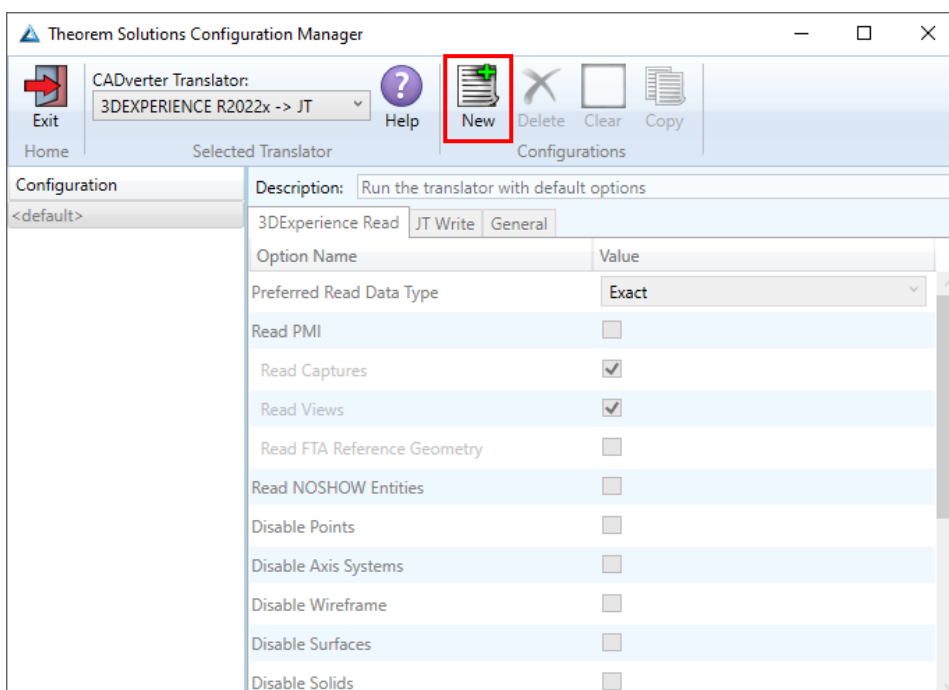 Theorem Solutions Configuration Manager
CADverter Translator:
3DEXPERIENCE R2022x -> JT
Exit
Help
New
Delete
Clear
Copy
Home
Selected Translator
Configurations
Configuration
Description: Run the translator with default options
<default>
3DExperience Read JT Write General
Option Name Value
Preferred Read Data Type Exact
Read PMI
Read Captures
Read Views
Read FTA Reference Geometry
Read NOSHOW Entities
Disable Points
Disable Axis Systems
Disable Wireframe
Disable Surfaces
Disable Solids